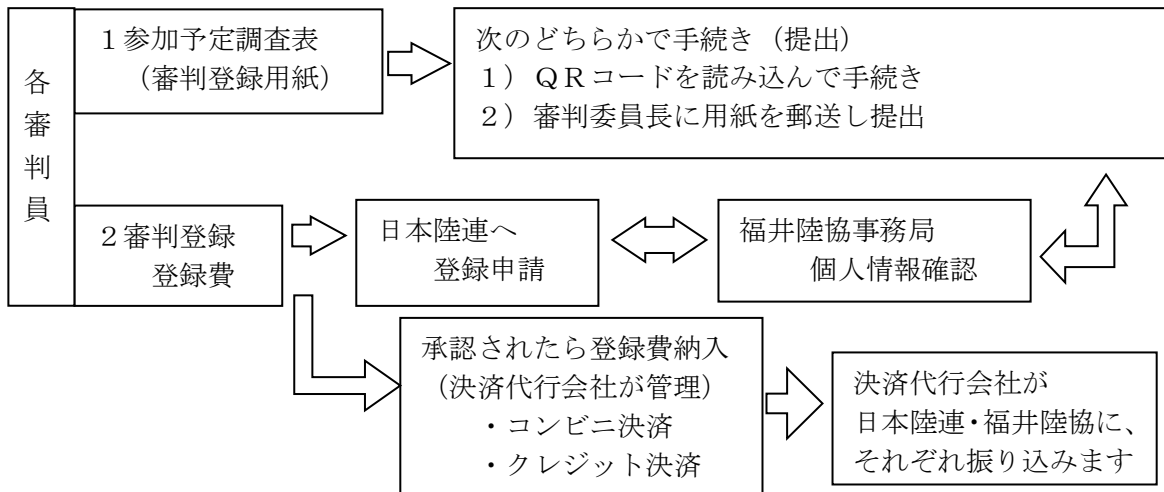 各審判員
１参加予定調査表
（審判登録用紙）
次のどちらかで手続き（提出）
１）ＱＲコードを読み込んで手続き
２）審判委員長に用紙を郵送し提出
２審判登録
登録費
日本陸連へ
登録申請
福井陸協事務局
個人情報確認
承認されたら登録費納入
（決済代行会社が管理）
・コンビニ決済
・クレジット決済
決済代行会社が
日本陸連・福井陸協に、
それぞれ振り込みます